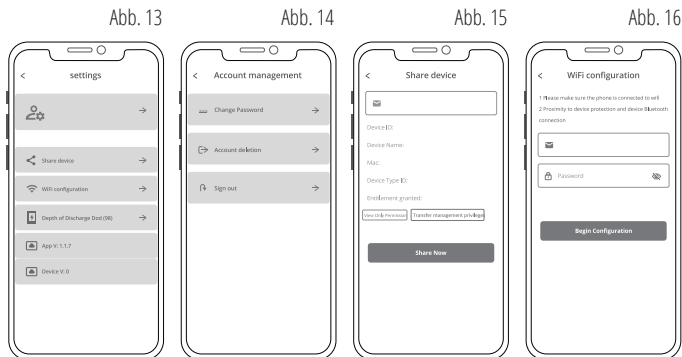 Abb. 13
<
settings
Share device
WiFi configuration
Depth of Discharge Dod (98)
App V: 1.1.7
Device V: 0
Abb. 14
<
Account management
Change Password
Account deletion
Sign out
Abb. 15
<
Share device
Device ID:
Device Name:
Mac:
Device Type ID:
Entitlement granted:
View Only Permission
Transfer management privileges
Share Now
Abb. 16
<
WiFi configuration
1 Please make sure the phone is connected to wifi
2 Proximity to device protection and device Bluetooth
connection
Password
Begin Configuration